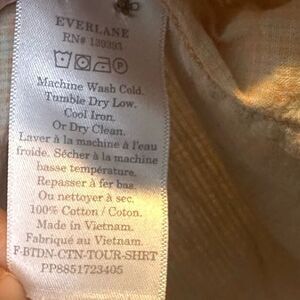 EVERLANE
RN# 139393
Machine Wash Cold.
Tumble Dry Low.
Cool Iron.
Or Dry Clean.
Laver à la machine à l'eau
froide. Sécher à la machine
basse température.
Repasser à fer bas.
Ou nettoyer à sec.
100% Cotton / Coton.
Made in Vietnam.
Fabriqué au Vietnam.
F-BTDN-CTN-TOUR-SHRT
PP8851723405